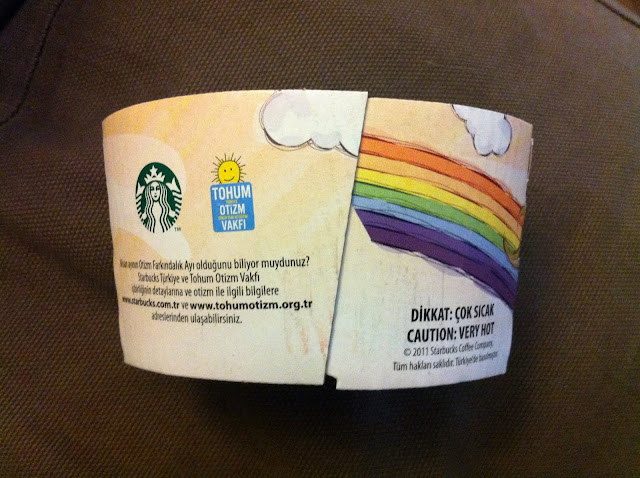 TOHUM
OTİZM
VAKFI
TM
ayının Otizm Farkındalık Ayı olduğunu biliyor muydunuz?
Starbucks Türkiye ve Tohum Otizm Vakfı
işbirliğinin detaylarına ve otizm ile ilgili bilgilere
www.starbucks.com.tr ve www.tohumotizm.org.tr
adreslerinden ulaşabilirsiniz.
DİKKAT: ÇOK SICAK
CAUTION: VERY HOT
© 2011 Starbucks Coffee Company.
Tüm hakları saklıdır. Türkiye'de basılmıştır.